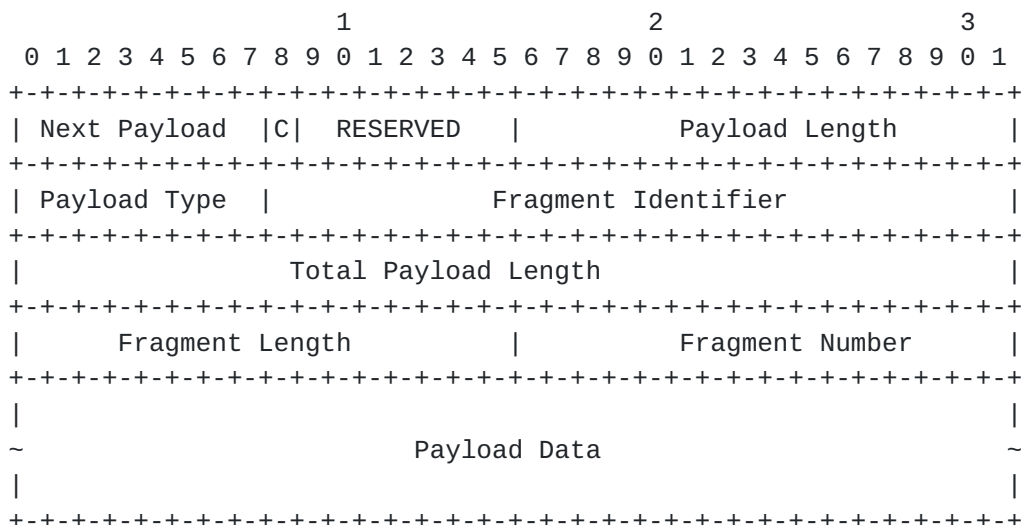 1                   2                   3
 0 1 2 3 4 5 6 7 8 9 0 1 2 3 4 5 6 7 8 9 0 1 2 3 4 5 6 7 8 9 0 1
+-+-+-+-+-+-+-+-+-+-+-+-+-+-+-+-+-+-+-+-+-+-+-+-+-+-+-+-+-+-+-+-+
| Next Payload  |C|  RESERVED   |          Payload Length       |
+-+-+-+-+-+-+-+-+-+-+-+-+-+-+-+-+-+-+-+-+-+-+-+-+-+-+-+-+-+-+-+-+
| Payload Type  |              Fragment Identifier              |
+-+-+-+-+-+-+-+-+-+-+-+-+-+-+-+-+-+-+-+-+-+-+-+-+-+-+-+-+-+-+-+-+
|                 Total Payload Length                          |
+-+-+-+-+-+-+-+-+-+-+-+-+-+-+-+-+-+-+-+-+-+-+-+-+-+-+-+-+-+-+-+-+
|      Fragment Length          |          Fragment Number      |
+-+-+-+-+-+-+-+-+-+-+-+-+-+-+-+-+-+-+-+-+-+-+-+-+-+-+-+-+-+-+-+-+
|                                                               |
~                         Payload Data                          ~
|                                                               |
+-+-+-+-+-+-+-+-+-+-+-+-+-+-+-+-+-+-+-+-+-+-+-+-+-+-+-+-+-+-+-+-+